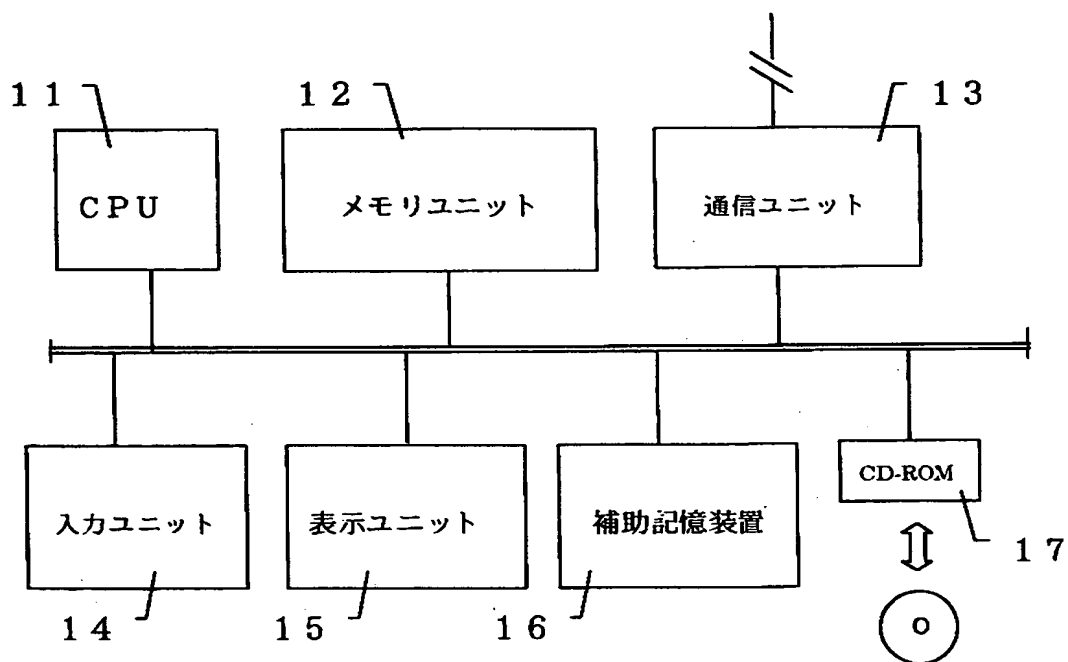 １１
１２
１３
ＣＰＵ
メモリユニット
通信ユニット
入力ユニット
表示ユニット
補助記憶装置
CD-ROM
１４
１５
１６
１７